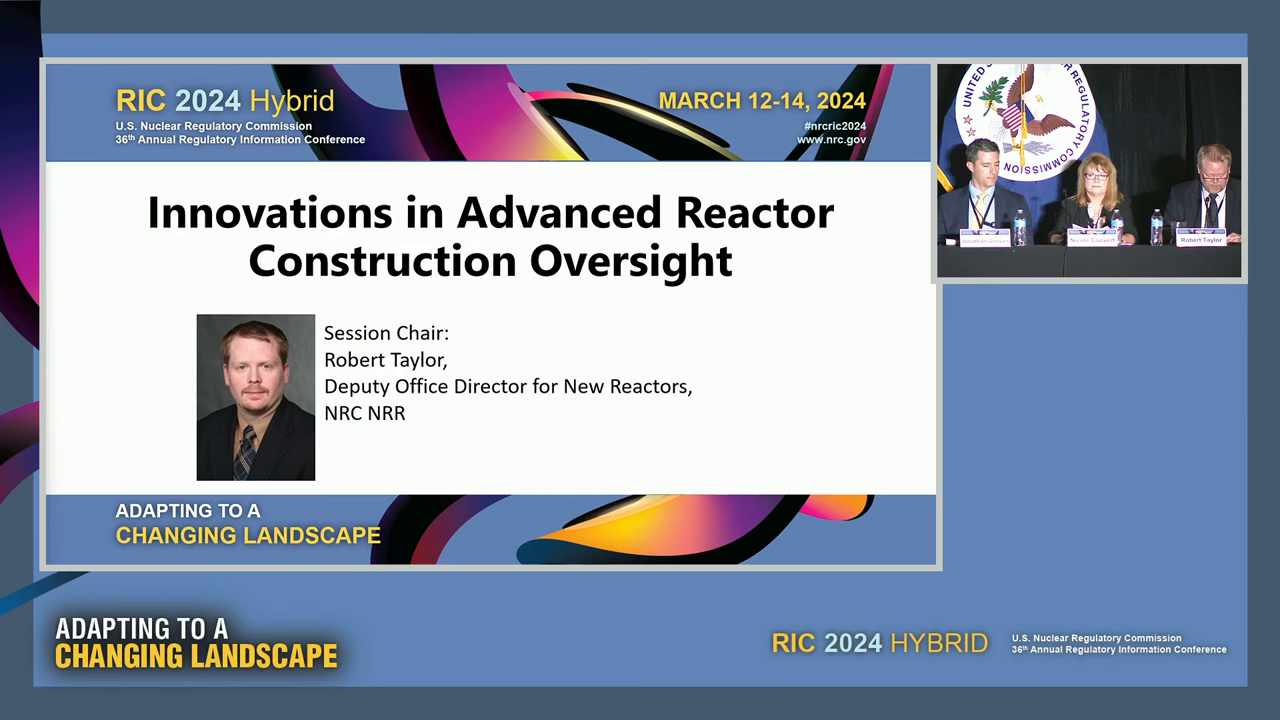 RIC 2024 Hybrid
U.S. Nuclear Regulatory Commission
36th Annual Regulatory Information Conference
MARCH 12-14, 2024
#nrcric2024
www.nrc.gov
Innovations in Advanced Reactor
Construction Oversight
Session Chair:
Robert Taylor,
Deputy Office Director for New Reactors,
NRC NRR
ADAPTING TO A
CHANGING LANDSCAPE
UNITED
REGULATORY
COMMISSION
Robert Taylor
ADAPTING TO A
CHANGING LANDSCAPE
RIC 2024 HYBRID
U.S. Nuclear Regulatory Commission
36th Annual Regulatory Information Conference